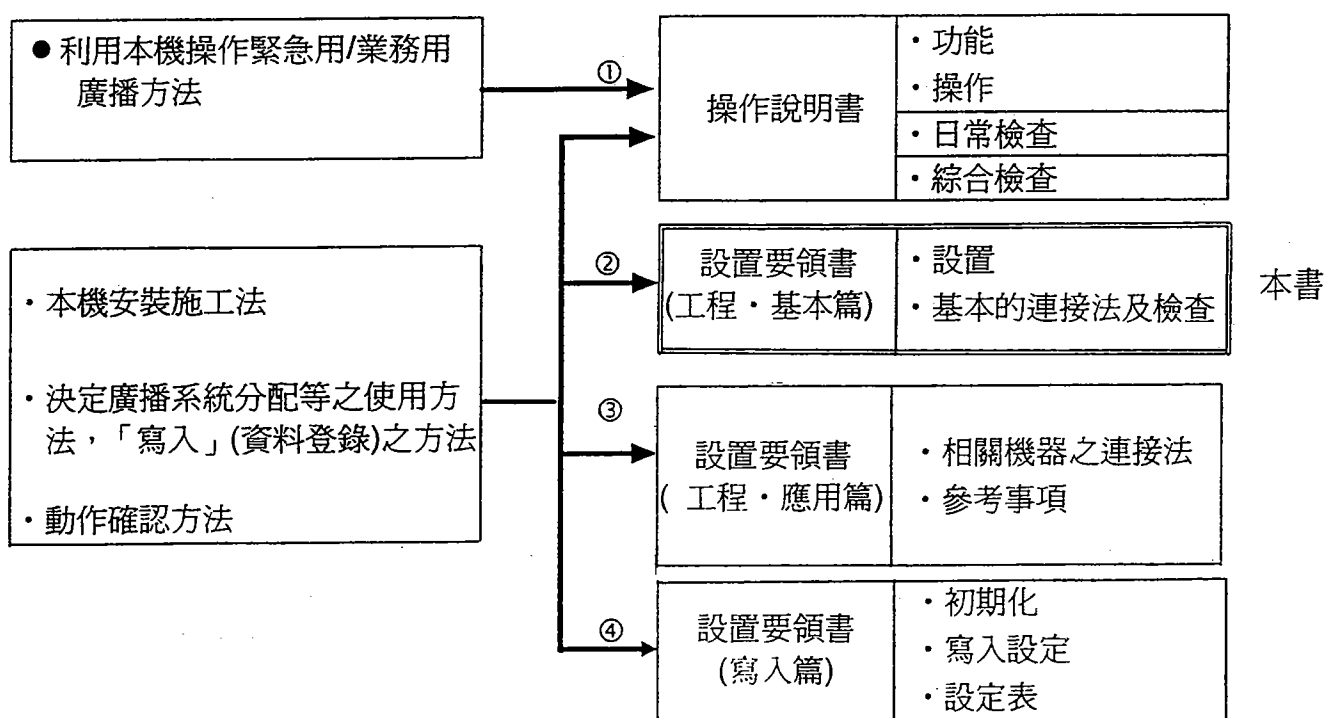 ●利用本機操作緊急用/業務用
廣播方法
①
操作說明書
・功能
・操作
・日常檢查
・綜合檢查
・本機安裝施工法
・決定廣播系統分配等之使用方
法，「寫入」(資料登錄)之方法
・動作確認方法
②
設置要領書
(工程・基本篇)
・設置
・基本的連接法及檢查
本書
③
設置要領書
( 工程・應用篇)
・相關機器之連接法
・參考事項
④
設置要領書
(寫入篇)
・初期化
・寫入設定
・設定表